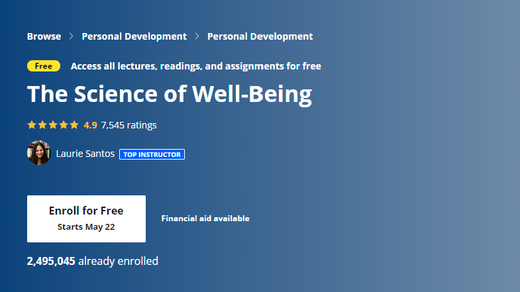 Browse > Personal Development > Personal Development
Free Access all lectures, readings, and assignments for free
The Science of Well-Being
4.9 7,545 ratings
Laurie Santos TOP INSTRUCTOR
Enroll for Free
Starts May 22
Financial aid available
2,495,045 already enrolled